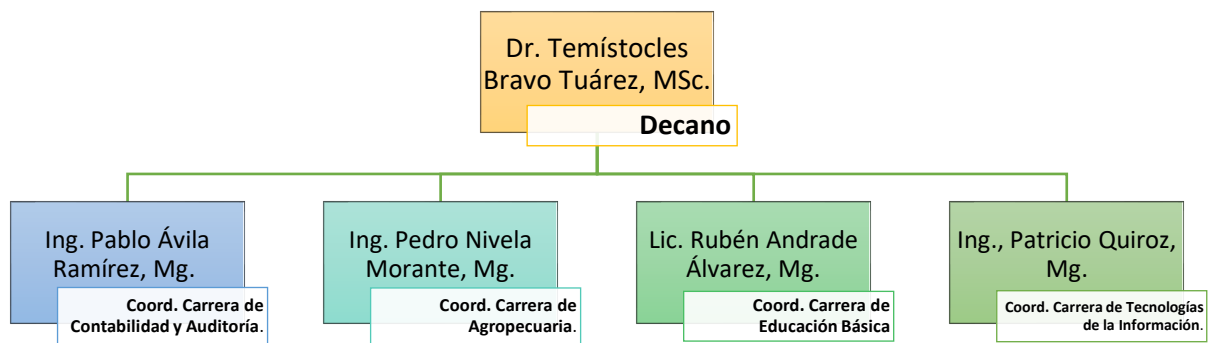 Dr. Temístocles
Bravo Tuárez, MSc.
Decano
Ing. Pablo Ávila
Ramírez, Mg.
Coord. Carrera de
Contabilidad y Auditoría.
Ing. Pedro Nivela
Morante, Mg.
Coord. Carrera de
Agropecuaria.
Lic. Rubén Andrade
Álvarez, Mg.
Coord. Carrera de
Educación Básica
Ing., Patricio Quiroz,
Mg.
Coord. Carrera de Tecnologías
de la Información.